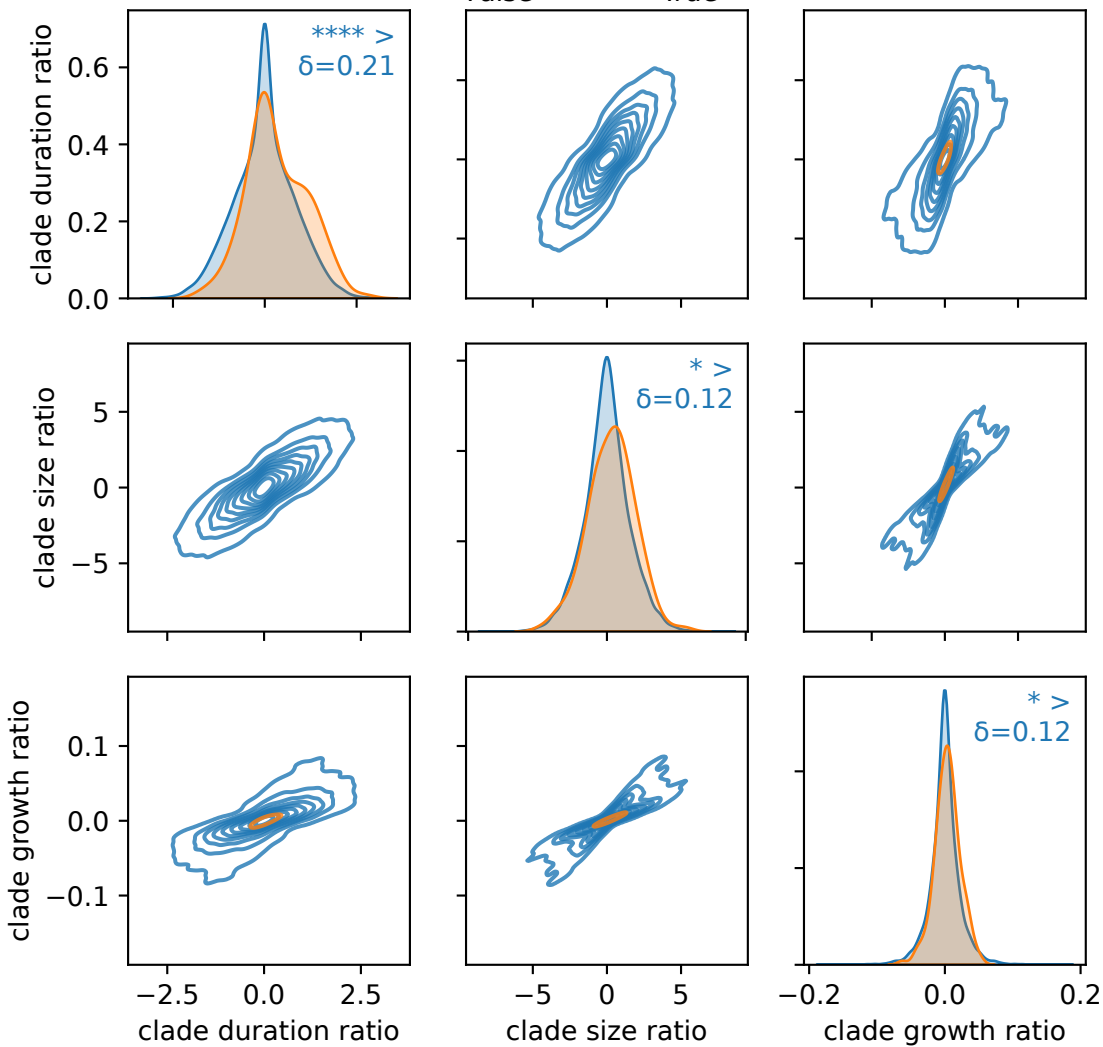 clade duration ratio
0.6
0.4
0.2
0.0
**** >
δ=0.21
clade size ratio
5
0
−5
* >
δ=0.12
clade growth ratio
0.1
0.0
−0.1
* >
δ=0.12
−2.5 0.0 2.5
clade duration ratio
−5 0 5
clade size ratio
−0.2 0.0 0.2
clade growth ratio